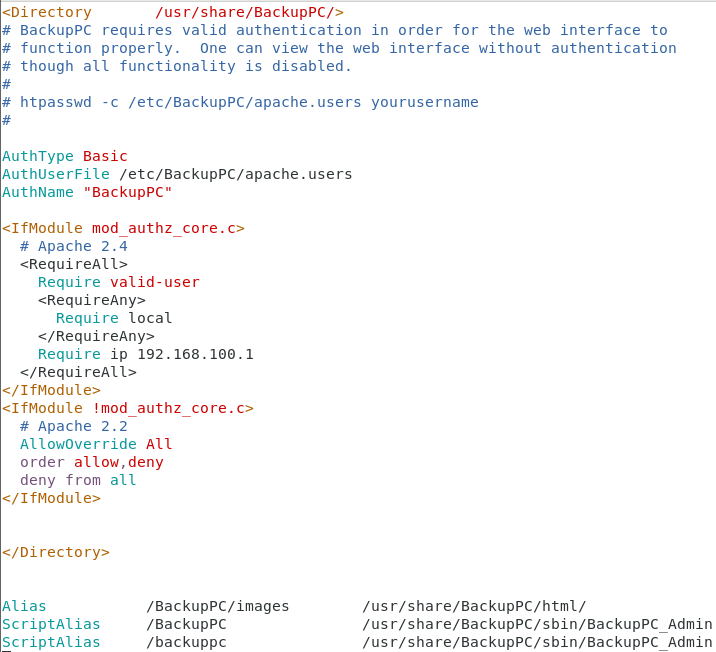 <Directory       /usr/share/BackupPC/>
# BackupPC requires valid authentication in order for the web interface to
# function properly.  One can view the web interface without authentication
# though all functionality is disabled.
#
# htpasswd -c /etc/BackupPC/apache.users yourusername
#
AuthType Basic
AuthUserFile /etc/BackupPC/apache.users
AuthName "BackupPC"
<IfModule mod_authz_core.c>
  # Apache 2.4
  <RequireAll>
    Require valid-user
    <RequireAny>
      Require local
    </RequireAny>
    Require ip 192.168.100.1
  </RequireAll>
</IfModule>
<IfModule !mod_authz_core.c>
  # Apache 2.2
  AllowOverride All
  order allow,deny
  deny from all
</IfModule>
</Directory>
Alias           /BackupPC/images        /usr/share/BackupPC/html/
ScriptAlias     /BackupPC               /usr/share/BackupPC/sbin/BackupPC_Admin
ScriptAlias     /backuppc               /usr/share/BackupPC/sbin/BackupPC_Admin